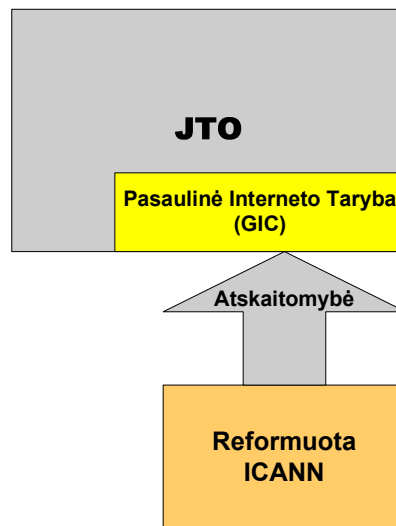 JTO
Pasaulinė Interneto Taryba
(GIC)
Atskaitomybė
Reformuota
ICANN